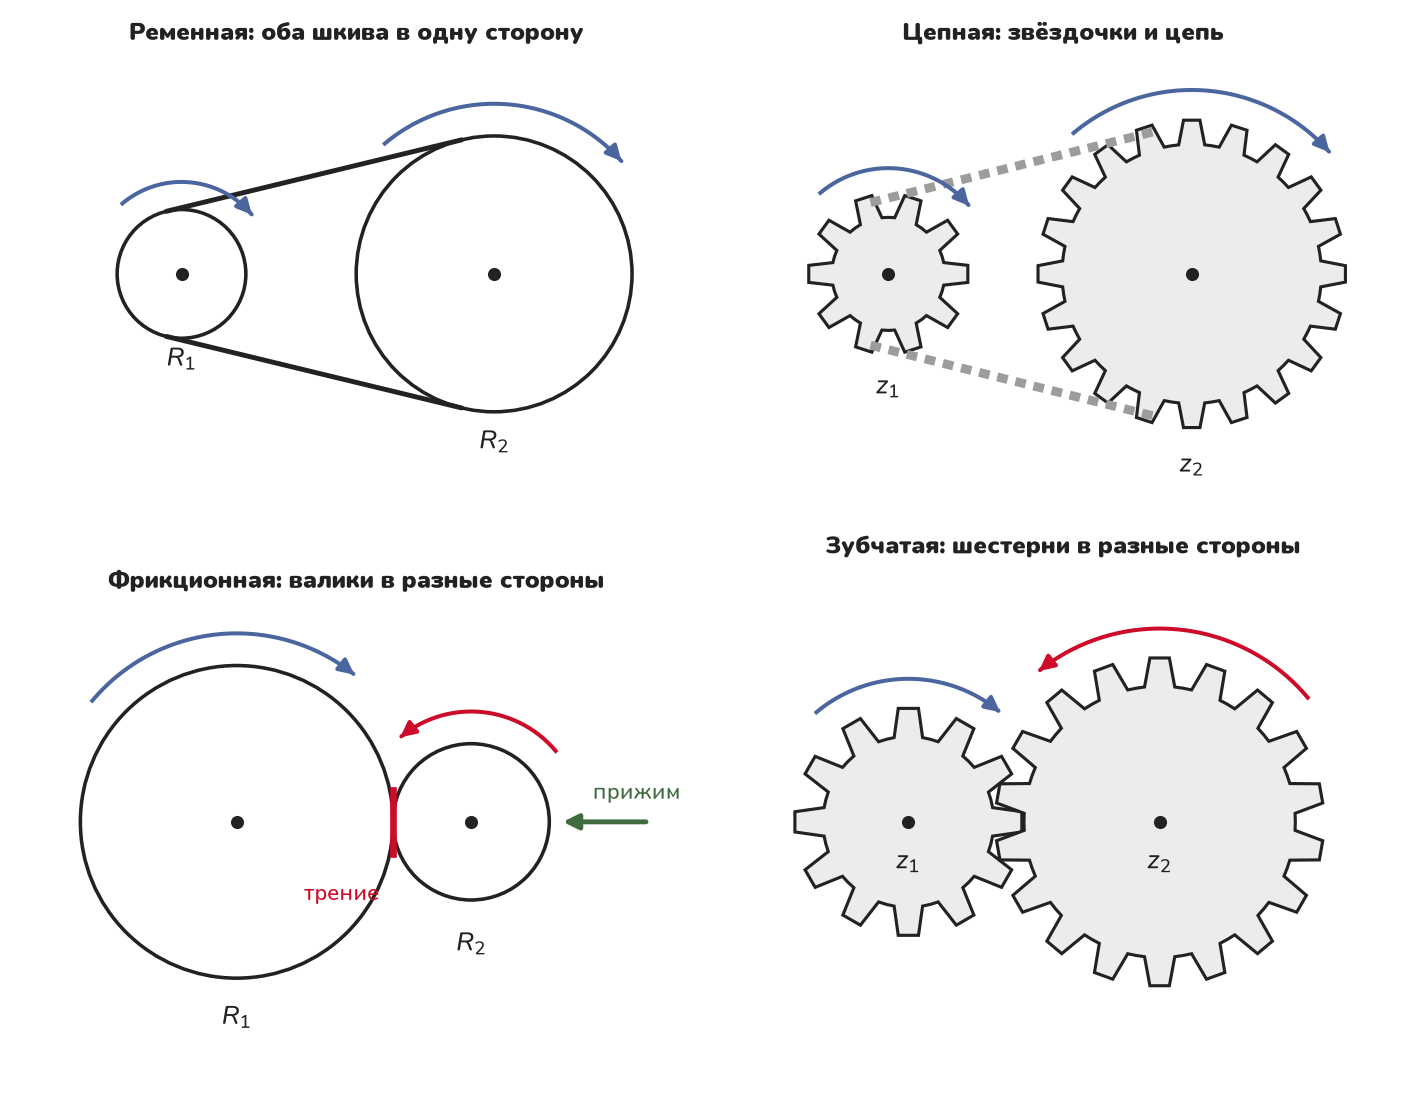 Ременная: оба шкива в одну сторону
R1
R2
Цепная: звёздочки и цепь
z1
z2
Фрикционная: валики в разные стороны
прижим
трение
R2
R1
Зубчатая: шестерни в разные стороны
z1
z2